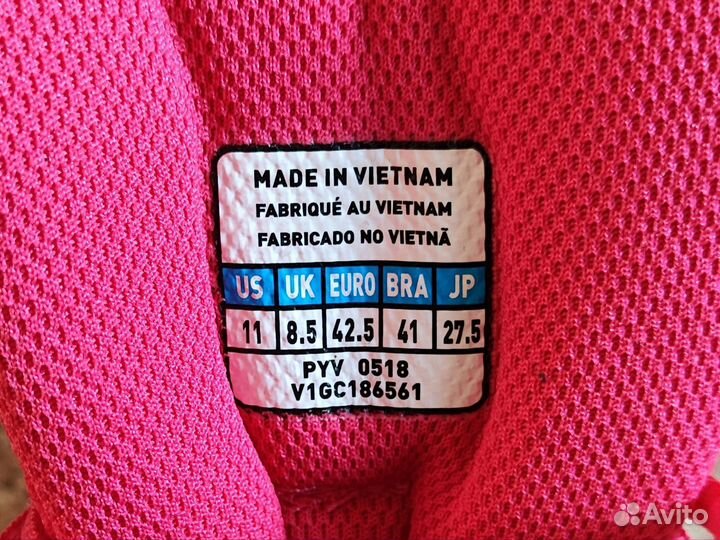 MADE IN VIETNAM
FABRIQUÉ AU VIETNAM
FABRICADO NO VIETNÃ
US UK EURO BRA JP
11 8.5 42.5 41 27.5
PYV 0518
V1GC186561
Avito